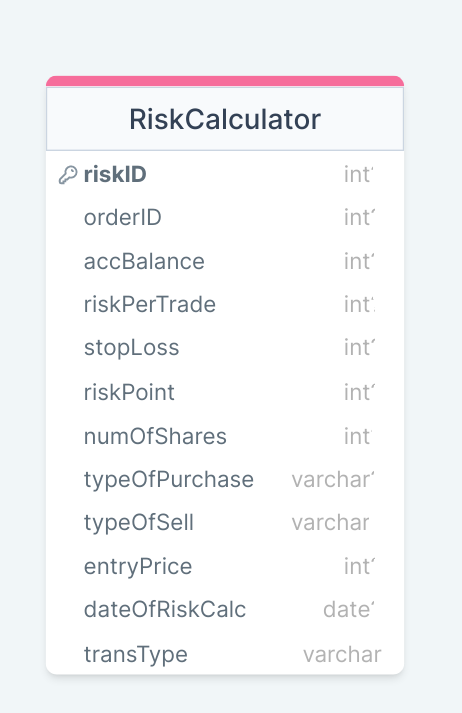 RiskCalculator
riskID int
orderID int
accBalance int
riskPerTrade int
stopLoss int
riskPoint int
numOfShares int
typeOfPurchase varchar
typeOfSell varchar
entryPrice int
dateOfRiskCalc date
transType varchar